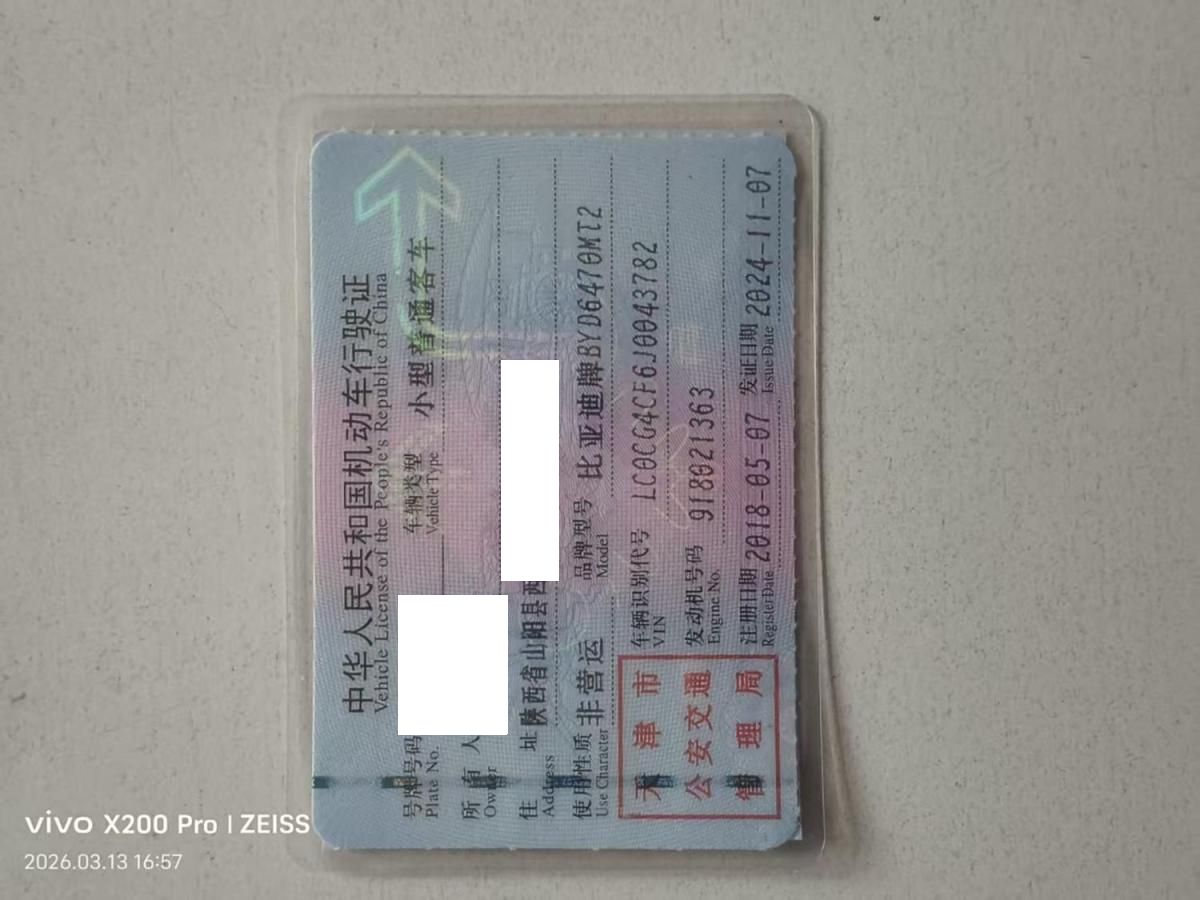 中华人民共和国机动车行驶证
Vehicle License of the People's Republic of China
号牌号码
Plate No.
车辆类型 小型普通客车
Vehicle Type
所有人
Owner
住址 陕西省山阳县西
Address
使用性质 非营运
Use Character
品牌型号 比亚迪牌BYD6470MT2
Model
天津市
公安交通
管理局
车辆识别代号 LC0CG4CF6J0043782
VIN
发动机号码 918021363
Engine No.
注册日期 2018-05-07
Register Date
发证日期 2024-11-07
Issue Date
vivo X200 Pro | ZEISS
2026.03.13 16:57